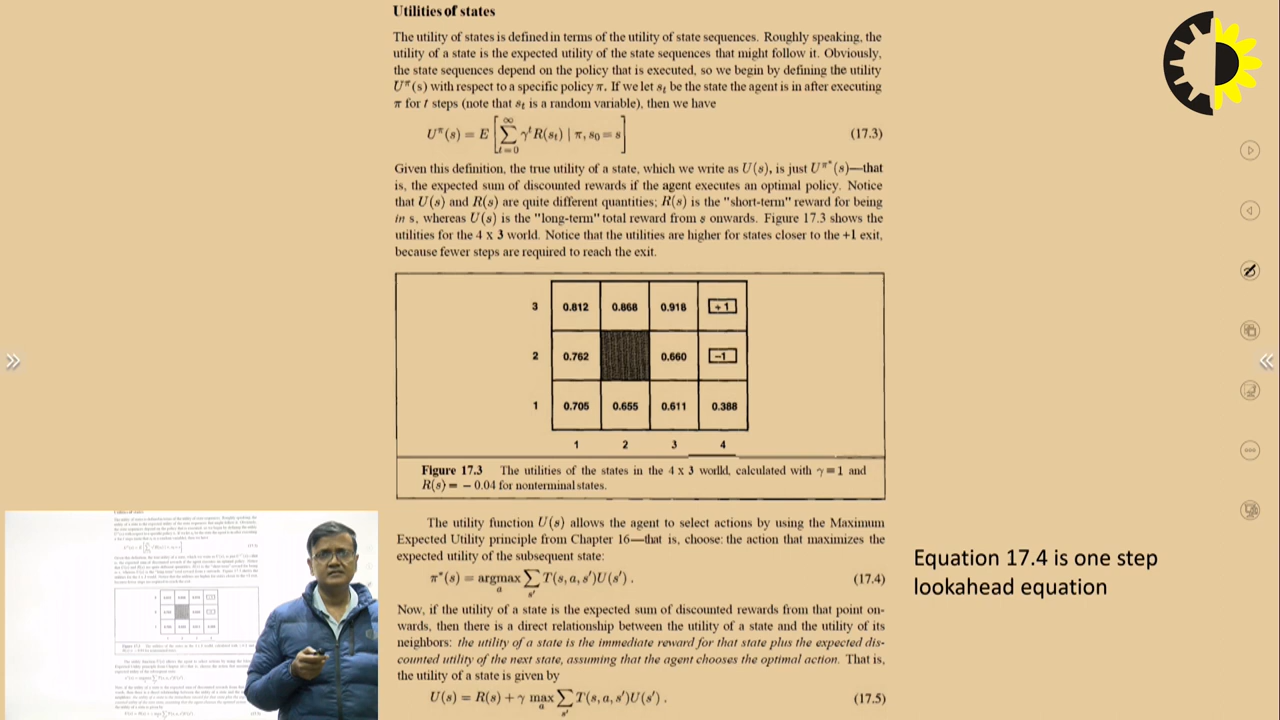 Utilities of states
The utility of states is defined in terms of the utility of state sequences. Roughly speaking, the
utility of a state is the expected utility of the state sequences that might follow it. Obviously,
the state sequences depend on the policy that is executed, so we begin by defining the utility
U^π(s) with respect to a specific policy π. If we let s_t be the state the agent is in after executing
π for t steps (note that s_t is a random variable), then we have
U^π(s) = E [ ∑_{t=0}^{∞} γ^t R(s_t) | π, s_0 = s ] (17.3)
Given this definition, the true utility of a state, which we write as U(s), is just U^{π*}(s)—that
is, the expected sum of discounted rewards if the agent executes an optimal policy. Notice
that U(s) and R(s) are quite different quantities; R(s) is the "short-term" reward for being
in s, whereas U(s) is the "long-term" total reward from s onwards. Figure 17.3 shows the
utilities for the 4 x 3 world. Notice that the utilities are higher for states closer to the +1 exit,
because fewer steps are required to reach the exit.
3 0.812 0.868 0.918 +1
2 0.762 0.660 -1
1 0.705 0.655 0.611 0.388
1 2 3 4
Figure 17.3 The utilities of the states in the 4 x 3 worlld, calculated with γ = 1 and
R(s) = - 0.04 for nonterminal states.
The utility function U(s) allows the agent to select actions by using the Maximum
Expected Utility principle from Chapter 16—that is, choose: the action that maximizes the
expected utility of the subsequent state:
π*(s) = argmax_a ∑_{s'} T(s, a, s')U(s') . (17.4)
Now, if the utility of a state is the expected sum of discounted rewards from that point on-
wards, then there is a direct relationship between the utility of a state and the utility of its
neighbors: the utility of a state is the immediate reward for that state plus the expected dis-
counted utility of the next state, assuming that the agent chooses the optimal action. That is,
the utility of a state is given by
= R(s) + γ max_a ∑_{s'} T(s, a, s')U(s') . (17.5)
Equation 17.4 is one step
lookahead equation